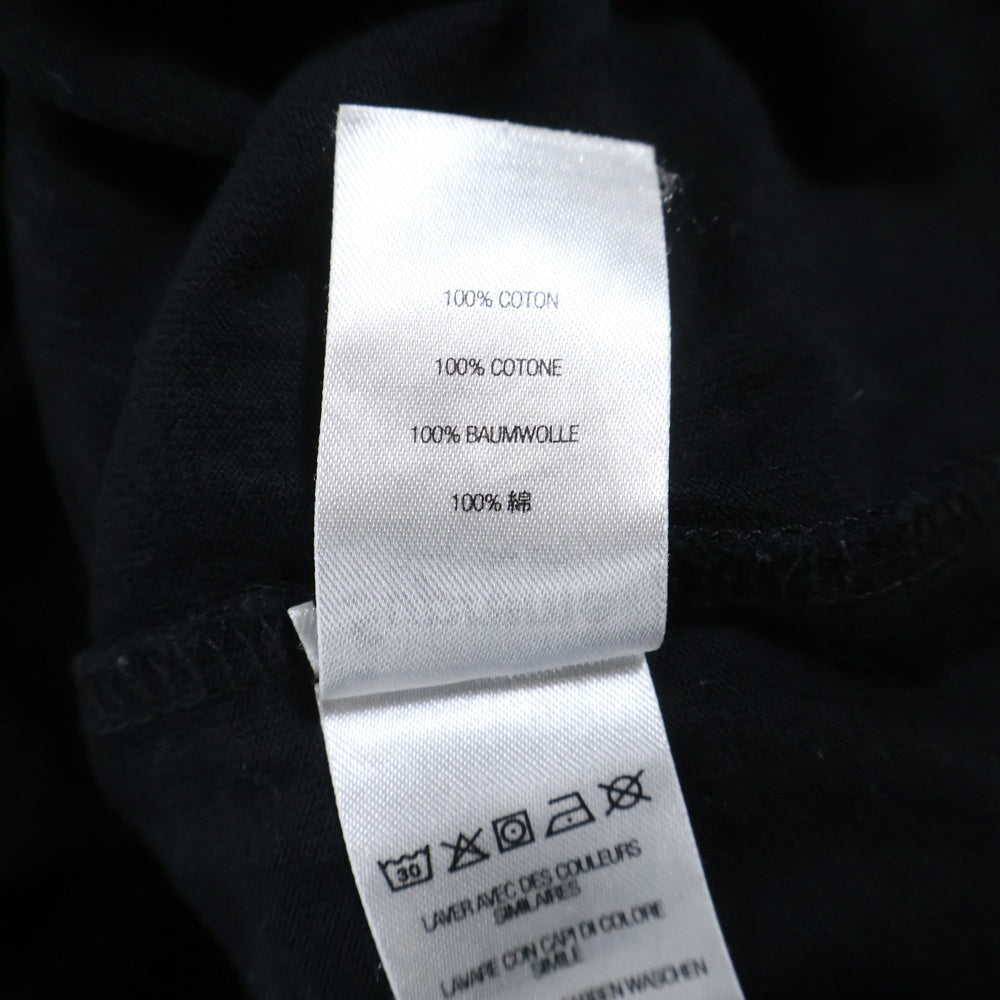 100% COTON
100% COTONE
100% BAUMWOLLE
100% 綿
30
LAVER AVEC DES COULEURS
SIMILAIRES
LAVARE CON CAPI DI COLORE
SIMILE
WASCHEN